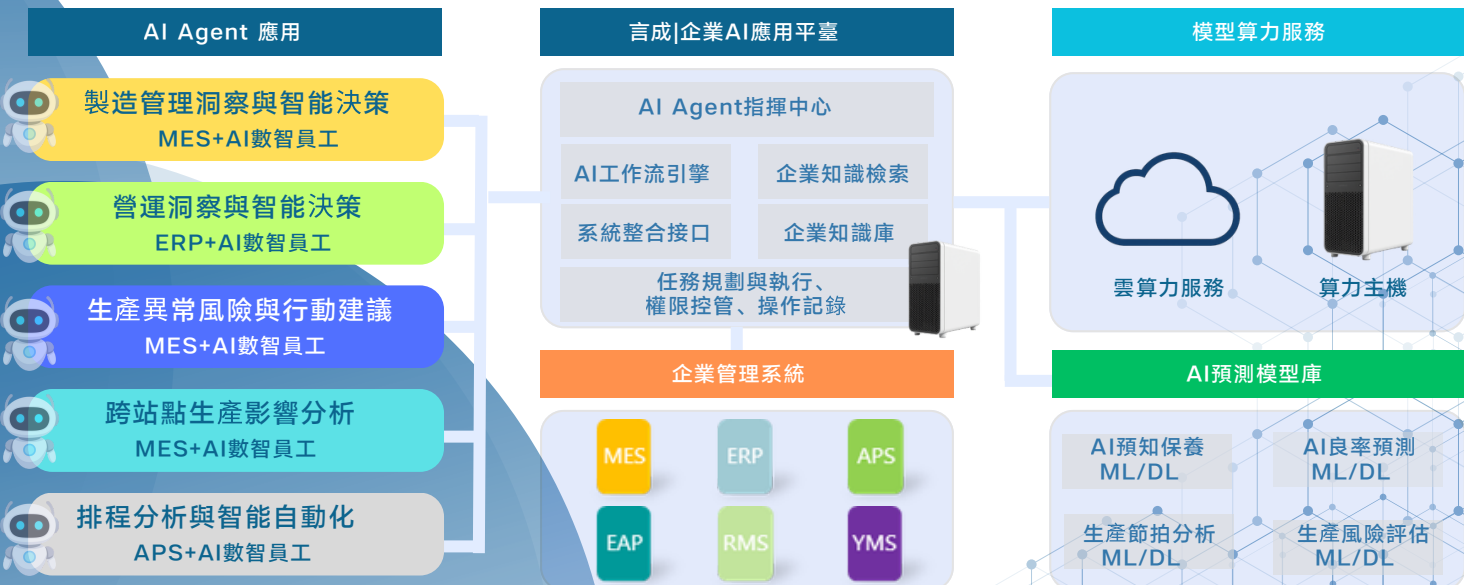 AI Agent 應用
製造管理洞察與智能決策
MES+AI數智員工
營運洞察與智能決策
ERP+AI數智員工
生產異常風險與行動建議
MES+AI數智員工
跨站點生產影響分析
MES+AI數智員工
排程分析與智能自動化
APS+AI數智員工
言成|企業AI應用平臺
AI Agent指揮中心
AI工作流引擎
企業知識檢索
系統整合接口
企業知識庫
任務規劃與執行、
權限控管、操作記錄
企業管理系統
MES
ERP
APS
EAP
RMS
YMS
模型算力服務
雲算力服務
算力主機
AI預測模型庫
AI預知保養
ML/DL
AI良率預測
ML/DL
生產節拍分析
ML/DL
生產風險評估
ML/DL